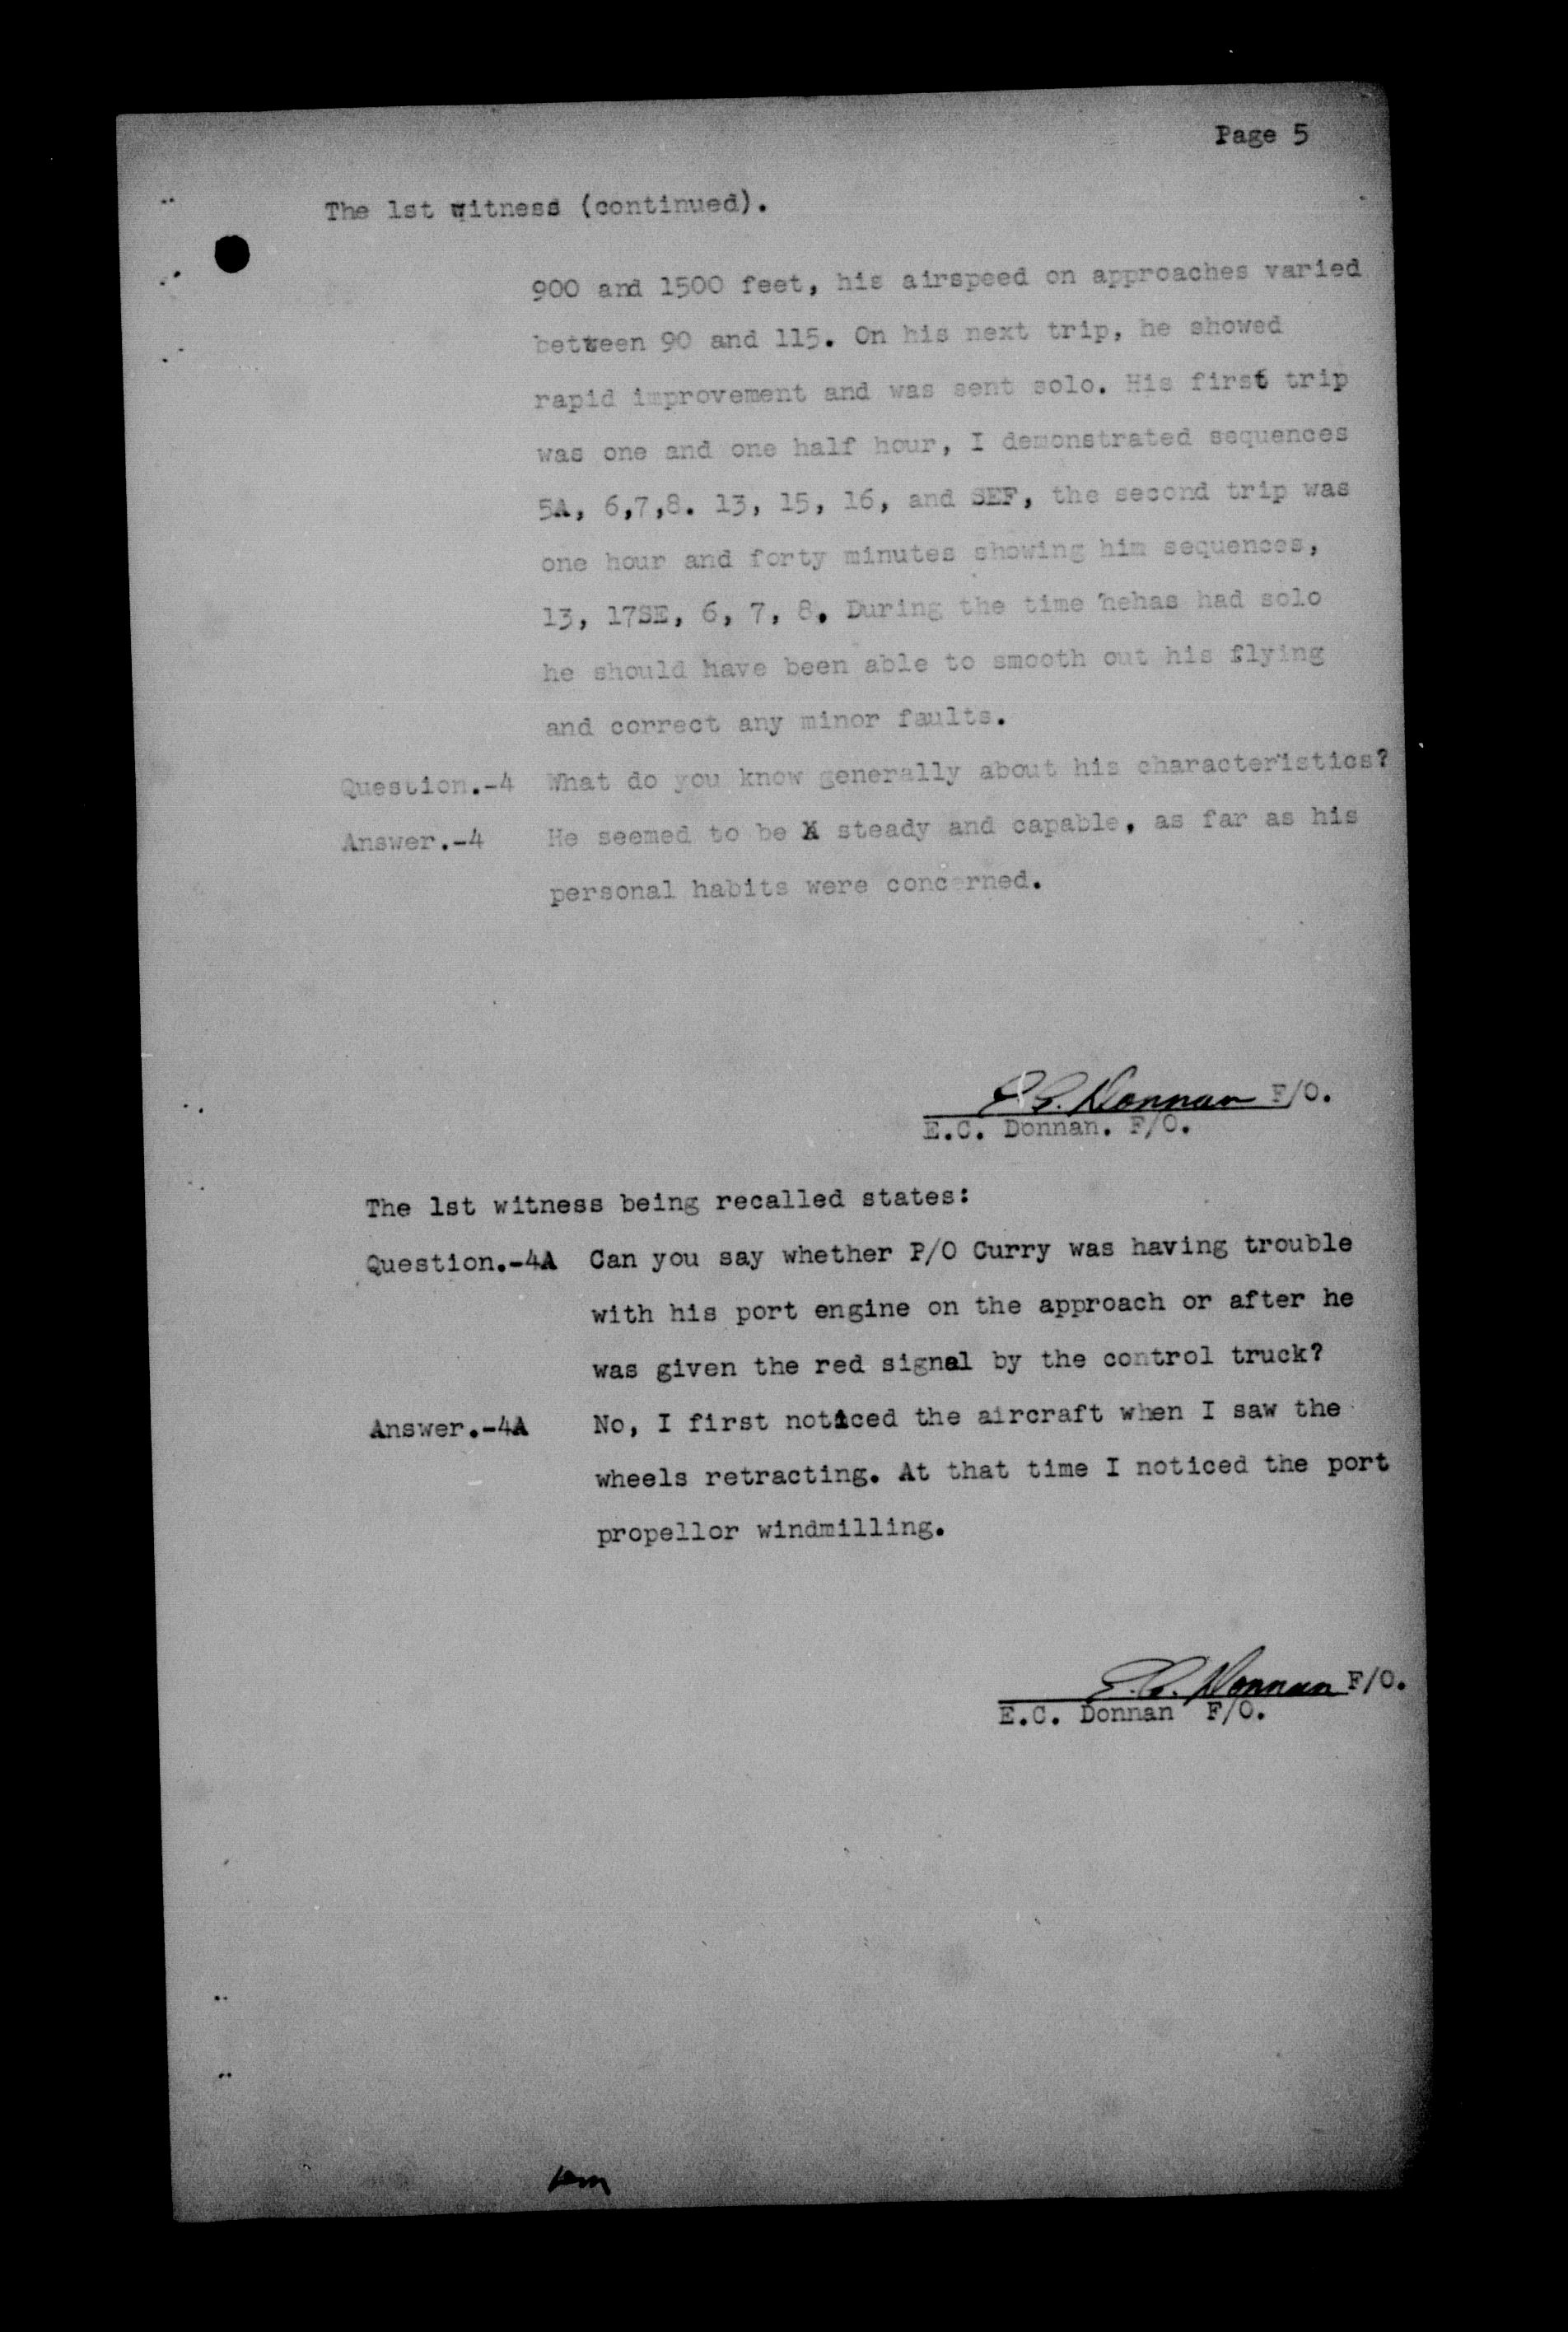 Page 5
The 1st witness (continued).
900 and 1500 feet, his airspeed on approaches varied
between 90 and 115. On his next trip, he showed
rapid improvement and was sent solo. His first trip
was one and one half hour, I demonstrated sequences
5A, 6,7,8. 13, 15, 16, and SEF, the second trip was
one hour and forty minutes showing him sequences,
13, 17SE, 6, 7, 8. During the time hehas had solo
he should have been able to smooth out his flying
and correct any minor faults.
Question.-4 What do you know generally about his characteristics?
Answer.-4 He seemed to be X steady and capable, as far as his
personal habits were concerned.
E.C. Donnan F/O.
E.C. Donnan. F/O.
The 1st witness being recalled states:
Question.-4A Can you say whether P/O Curry was having trouble
with his port engine on the approach or after he
was given the red signal by the control truck?
Answer.-4A No, I first noticed the aircraft when I saw the
wheels retracting. At that time I noticed the port
propellor windmilling.
E.C. Donnan F/O.
E.C. Donnan F/O.